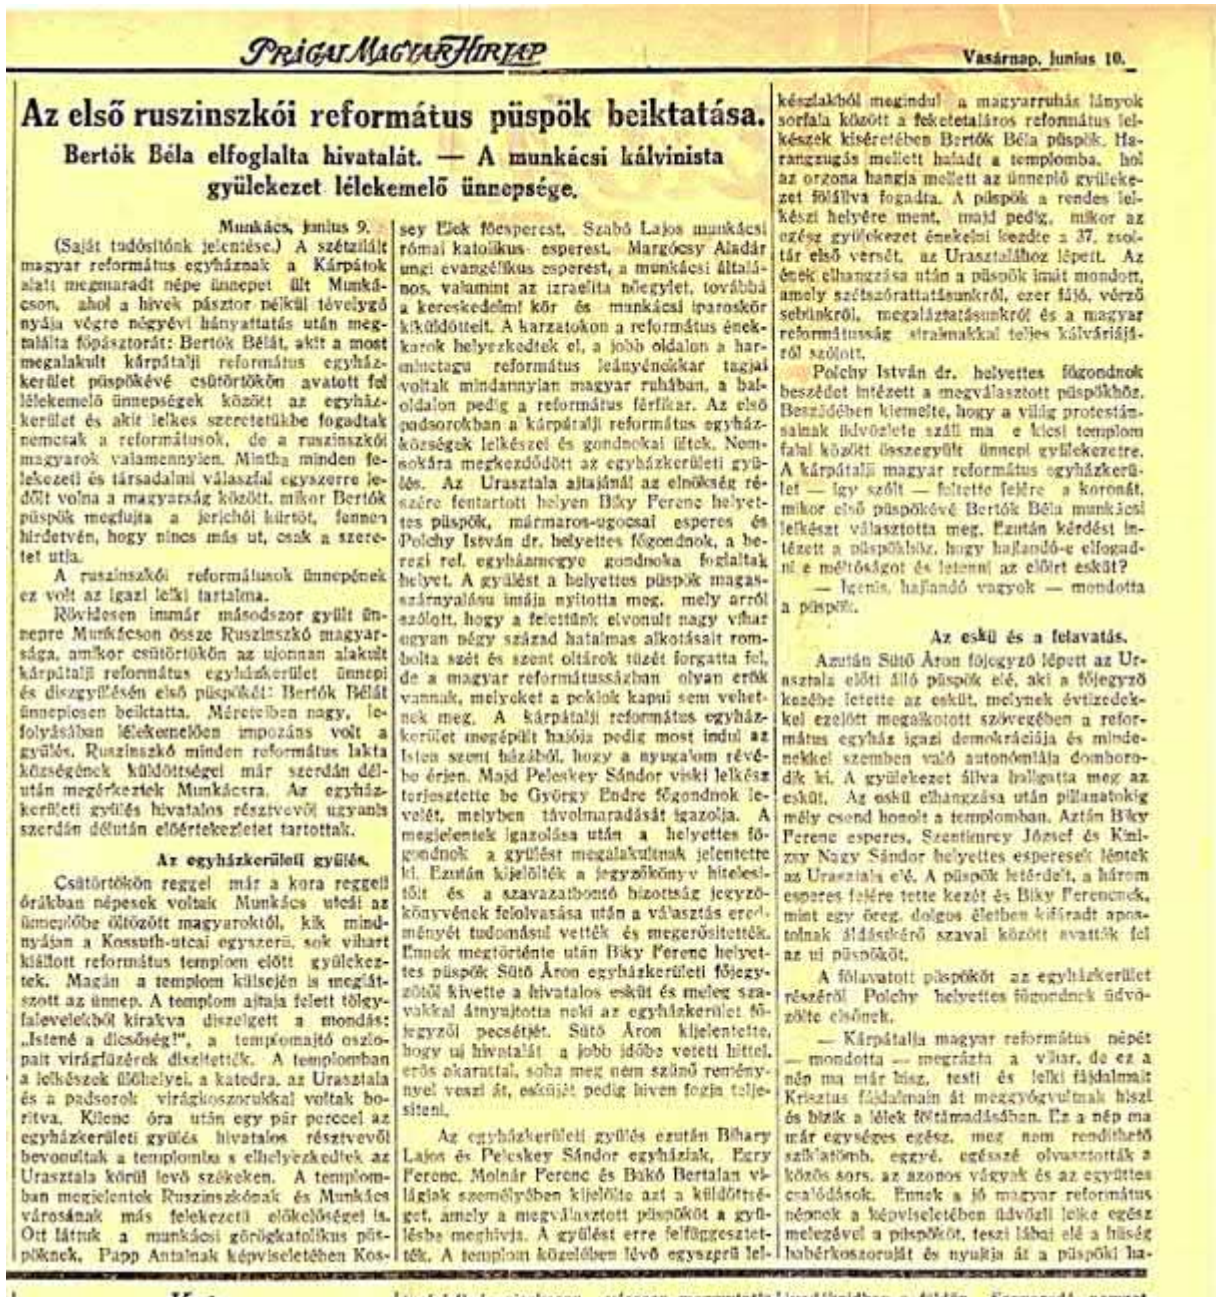 PRÁGAI MAGYAR HIRLAP
Vasárnap, junius 10.
Az első ruszinszkói református püspök beiktatása.
Bertók Béla elfoglalta hivatalát. — A munkácsi kálvinista
gyülekezet lélekemelő ünnepsége.
Munkács, junius 9.
(Saját tudósitónk jelentése.) A szétzilált
magyar református egyháznak a Kárpátok
alatt megmaradt népe ünnepet ült Munká-
cson, ahol a hivek pásztor nélkül tévelygő
nyája végre négyévi hányattatás után meg-
találta főpásztorát: Bertók Bélát, akit a most
megalakult kárpátalji református egyház-
kerület püspökévé csütörtökön avatott fel
lélekemelő ünnepségek között az egyház-
kerület és akit lelkes szeretetükbe fogadtak
nemcsak a reformátusok, de a ruszinszkói
magyarok valamennyien. Mintha minden fe-
lekezeti és társadalmi válaszfal egyszerre le-
dőlt volna a magyarság között, mikor Bertók
püspök megfujta a jerichói kürtöt, fennen
hirdetvén, hogy nincs más ut, csak a szere-
tet utja.
A ruszinszkói reformátusok ünnepének
ez volt az igazi lelki tartalma.
Rövidesen immár másodszor gyült ün-
nepre Munkácson össze Ruszinszkó magyar-
sága, amikor csütörtökön az ujonnan alakult
kárpátalji református egyházkerület ünnepi
és diszgyülésén első püspökét: Bertók Bélát
ünnepiesen beiktatta. Méreteiben nagy, le-
folyásában lélekemelően impozáns volt a
gyülés. Ruszinszkó minden református lakta
községének küldöttségei már szerdán dél-
után megérkeztek Munkácsra. Az egyház-
kerületi gyülés hivatalos résztvevői ugyanis
szerdán délután előértekezletet tartottak.
Az egyházkerületi gyülés.
Csütörtökön reggel már a kora reggeli
órákban népesek voltak Munkács utcái az
ünneplőbe öltözött magyaroktól, kik mind-
nyájan a Kossuth-utcai egyszerü, sok vihart
kiállott református templom előtt gyülekez-
tek. Magán a templom külsején is meglát-
szott az ünnep. A templom ajtaja felett tölgy-
falevelekből kirakva diszelgett a mondás:
„Istené a dicsőség!", a templomajtó oszlo-
pait virágfüzérek diszitették. A templomban
a lelkészek ülőhelyei, a katedra, az Urasztala
és a padsorok virágkoszorukkal voltak bo-
ritva. Kilenc óra után egy pár perccel az
egyházkerületi gyülés hivatalos résztvevői
bevonultak a templomba s elhelyezkedtek az
Urasztala körül levő székeken. A templom-
ban megjelentek Ruszinszkónak és Munkács
városának más felekezetü előkelőségei is.
Ott láttuk a munkácsi görögkatolikus püs-
pöknek, Papp Antalnak képviseletében Kos-
sey Elek főesperest, Szabó Lajos munkácsi
római katolikus esperest, Margócsy Aladár
ungi evangélikus esperest, a munkácsi általá-
nos, valamint az izraelita nőegylet, továbbá
a kereskedelmi kör és munkácsi iparoskör
kiküldötteit. A karzatokon a református ének-
karok helyezkedtek el, a jobb oldalon a har-
minctagu református leányénekkar tagjai
voltak mindannyian magyar ruhában, a bal-
oldalon pedig a református férfikar. Az első
padsorokban a kárpátalji református egyház-
községek lelkészei és gondnokai ültek. Nem-
sokára megkezdődött az egyházkerületi gyü-
lés. Az Urasztala ajtajánál az elnökség ré-
szére fentartott helyen Biky Ferenc helyet-
tes püspök, mármaros-ugocsai esperes és
Polchy István dr. helyettes főgondnok, a be-
regi ref. egyházmegye gondnoka foglaltak
helyet. A gyülést a helyettes püspök magas-
szárnyalásu imája nyitotta meg, mely arról
szólott, hogy a felettünk elvonult nagy vihar
ugyan négy század hatalmas alkotásait rom-
bolta szét és szent oltárok tüzét forgatta fel,
de a magyar reformátusságban olyan erők
vannak, melyeket a poklok kapui sem vehet-
nek meg. A kárpátalji református egyház-
kerület megépült hajója pedig most indul az
Isten szent házából, hogy a nyugalom révé-
be érjen. Majd Peleskey Sándor viski lelkész
terjesztette be György Endre főgondnok le-
velét, melyben távolmaradását igazolja. A
megjelentek igazolása után a helyettes fő-
gondnok a gyülést megalakultnak jelentette
ki. Ezután kijelölték a jegyzőkönyv hitelesi-
tőit és a szavazatbontó bizottság jegyző-
könyvének felolvasása után a választás ered-
ményét tudomásul vették és megerősitették.
Ennek megtörténte után Biky Ferenc helyet-
tes püspök Sütő Áron egyházkerületi főjegy-
zőtől kivette a hivatalos esküt és meleg sza-
vakkal átnyujtotta neki az egyházkerület fő-
jegyzői pecsétjét. Sütő Áron kijelentette,
hogy uj hivatalát a jobb időbe vetett hittel,
erős akarattal, soha meg nem szünő remény-
nyel veszi át, esküjét pedig hiven fogja telje-
siteni.
Az egyházkerületi gyülés ezután Bihary
Lajos és Peleskey Sándor egyháziak, Egry
Ferenc, Molnár Ferenc és Bakó Bertalan vi-
lágiak személyében kijelölte azt a küldöttsé-
get, amely a megválasztott püspököt a gyü-
lésbe meghivja. A gyülést erre felfüggesztet-
ték. A templom közelében lévő egyszerü lel-
készlakból megindul a magyarruhás lányok
sorfala között a feketetaláros református lel-
készek kiséretében Bertók Béla püspök. Ha-
rangzugás mellett haladt a templomba, hol
az orgona hangja mellett az ünneplő gyüleke-
zet fölállva fogadta. A püspök a rendes lel-
készi helyére ment, majd pedig, mikor az
egész gyülekezet énekelni kezdte a 37. zsol-
tár első versét, az Urasztalához lépett. Az
ének elhangzása után a püspök imát mondott,
amely szétszórattatásunkról, ezer fájó, vérző
sebünkről, megaláztatásunkról és a magyar
reformátusság siralmakkal teljes kálváriájá-
ról szólott.
Polchy István dr. helyettes főgondnok
beszédet intézett a megválasztott püspökhöz.
Beszédében kiemelte, hogy a világ protestán-
sainak üdvözlete száll ma e kicsi templom
falai között összegyült ünnepi gyülekezetre.
A kárpátalji magyar református egyházkerü-
let — igy szólt — feltette fejére a koronát,
mikor első püspökévé Bertók Béla munkácsi
lelkészt választotta meg. Ezután kérdést in-
tézett a püspökhöz, hogy hajlandó-e elfogad-
ni e méltóságot és letenni az előirt esküt?
— Igenis, hajlandó vagyok — mondotta
a püspök.
Az eskü és a felavatás.
Azután Sütő Áron főjegyző lépett az Ur-
asztala előtt álló püspök elé, aki a főjegyző
kezébe letette az esküt, melynek évtizedek-
kel ezelőtt megalkotott szövegében a refor-
mátus egyház igazi demokráciája és minde-
nekkel szemben való autonómiája domboro-
dik ki. A gyülekezet állva hallgatta meg az
esküt. Az eskü elhangzása után pillanatokig
mély csend honolt a templomban. Aztán Biky
Ferenc esperes, Szentimrey József és Kinl-
zsy Nagy Sándor helyettes esperesek léptek
az Urasztala elé. A püspök letérdelt, a három
esperes fejére tette kezét és Biky Ferencnek,
mint egy öreg, dolgos életben kifáradt apos-
tolnak áldástkérő szavai között avatták fel
az uj püspököt.
A fölavatott püspököt az egyházkerület
részéről Polchy helyettes főgondnok üdvö-
zölte elsőnek.
— Kárpátalja magyar református népét
— mondotta — megrázta a vihar, de ez a
nép ma már bisz, testi és lelki fájdalmait
Krisztus fájdalmain át meggyógyultnak hiszi
és bizik a lélek föltámadásában. Ez a nép ma
már egységes egész, meg nem rendithető
sziklatömb, eggyé, egésszé olvasztották a
közös sors, az azonos vágyak és az együttes
csalódások. Ennek a jó magyar református
népnek a képviseletében üdvözli lelke egész
melegével a püspököt, teszi lábai elé a hüség
babérkoszoruját és nyujtja át a püspöki ha-